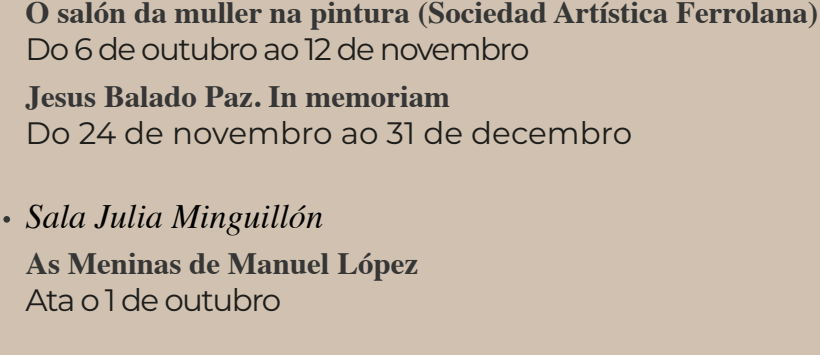 O salón da muller na pintura (Sociedad Artística Ferrolana)
Do 6 de outubro ao 12 de novembro
Jesus Balado Paz. In memoriam
Do 24 de novembro ao 31 de decembro
• Sala Julia Minguillón
As Meninas de Manuel López
Ata o 1 de outubro